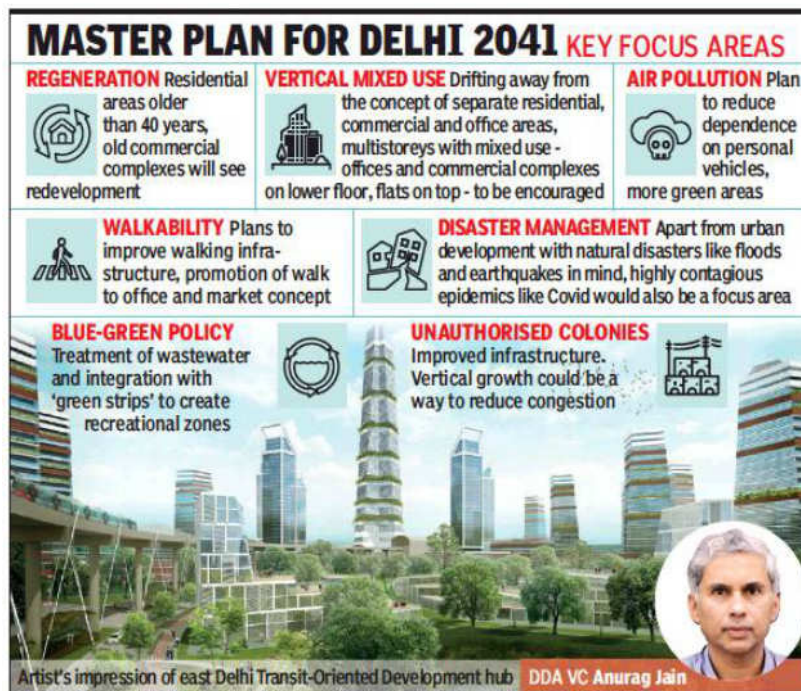 MASTER PLAN FOR DELHI 2041 KEY FOCUS AREAS
REGENERATION Residential
areas older
than 40 years,
old commercial
complexes will see
redevelopment
VERTICAL MIXED USE Drifting away from
the concept of separate residential,
commercial and office areas,
multistoreys with mixed use -
offices and commercial complexes
on lower floor, flats on top - to be encouraged
AIR POLLUTION Plan
to reduce
dependence
on personal
vehicles,
more green areas
WALKABILITY Plans to
improve walking infra-
structure, promotion of walk
to office and market concept
DISASTER MANAGEMENT Apart from urban
development with natural disasters like floods
and earthquakes in mind, highly contagious
epidemics like Covid would also be a focus area
BLUE-GREEN POLICY
Treatment of wastewater
and integration with
'green strips' to create
recreational zones
UNAUTHORISED COLONIES
Improved infrastructure.
Vertical growth could be a
way to reduce congestion
Artist's impression of east Delhi Transit-Oriented Development hub
DDA VC Anurag Jain